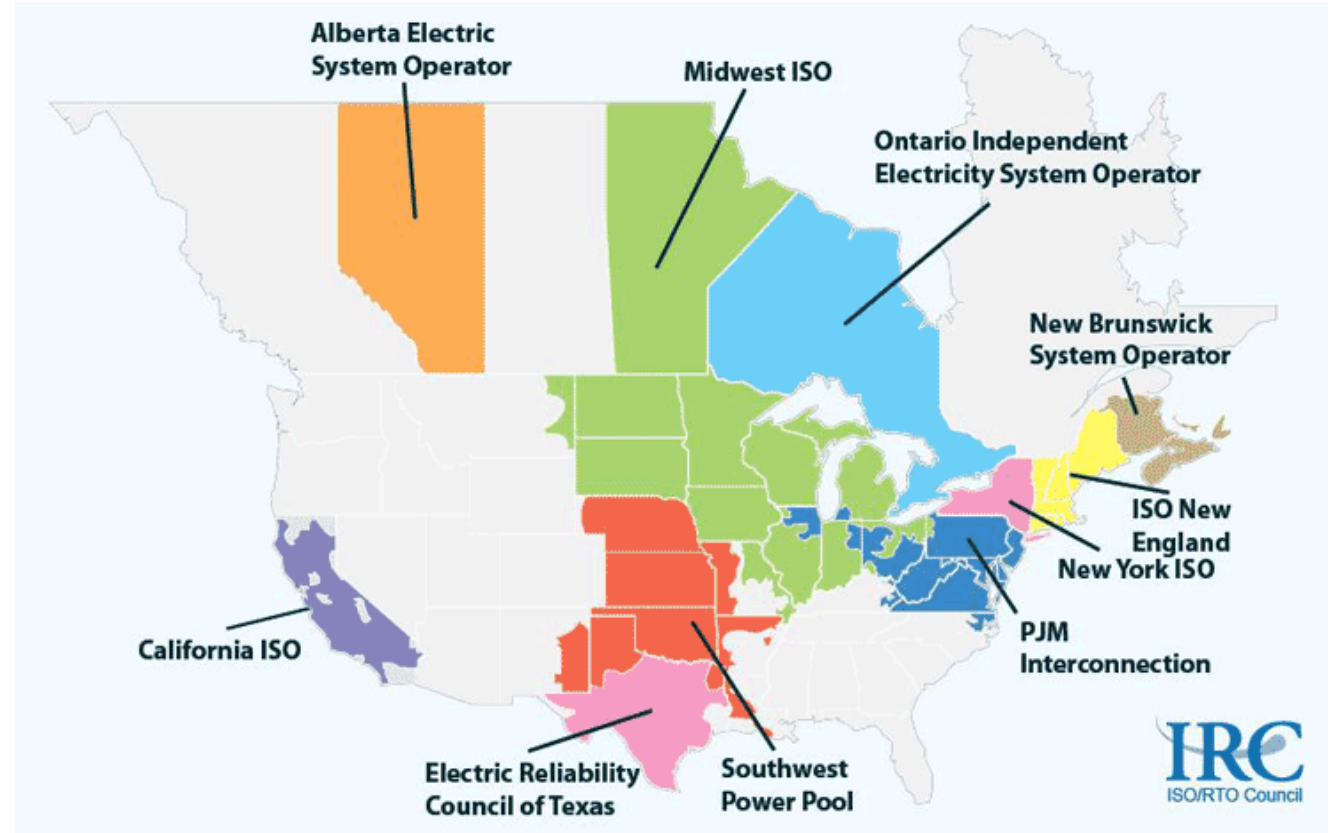 Alberta Electric
System Operator
Midwest ISO
Ontario Independent
Electricity System Operator
New Brunswick
System Operator
ISO New
England
New York ISO
PJM
Interconnection
California ISO
Electric Reliability
Council of Texas
Southwest
Power Pool
IRC
ISO/RTO Council